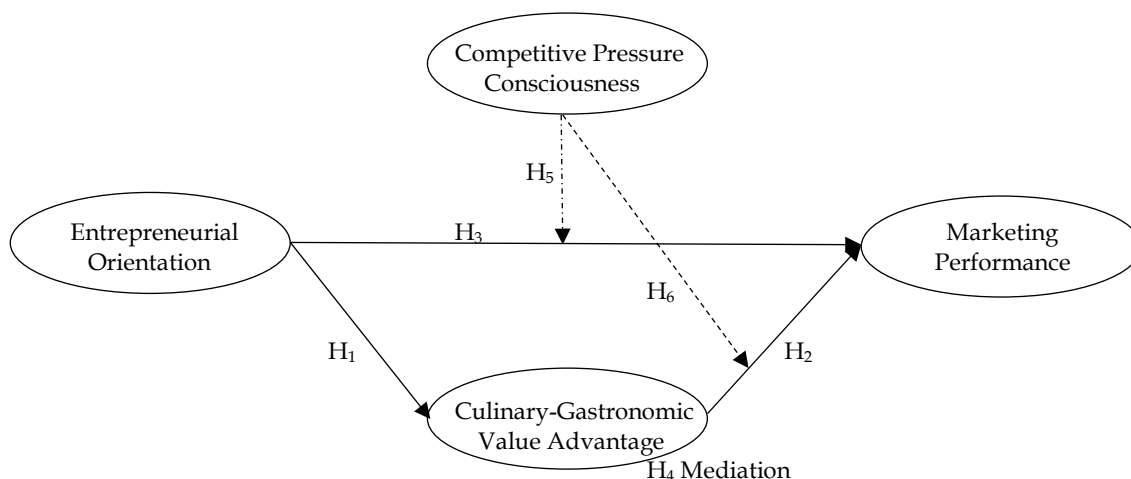 Competitive Pressure
Consciousness
H₅
Entrepreneurial
Orientation
H₃
Marketing
Performance
H₆
H₁
H₂
Culinary-Gastronomic
Value Advantage
H₄ Mediation